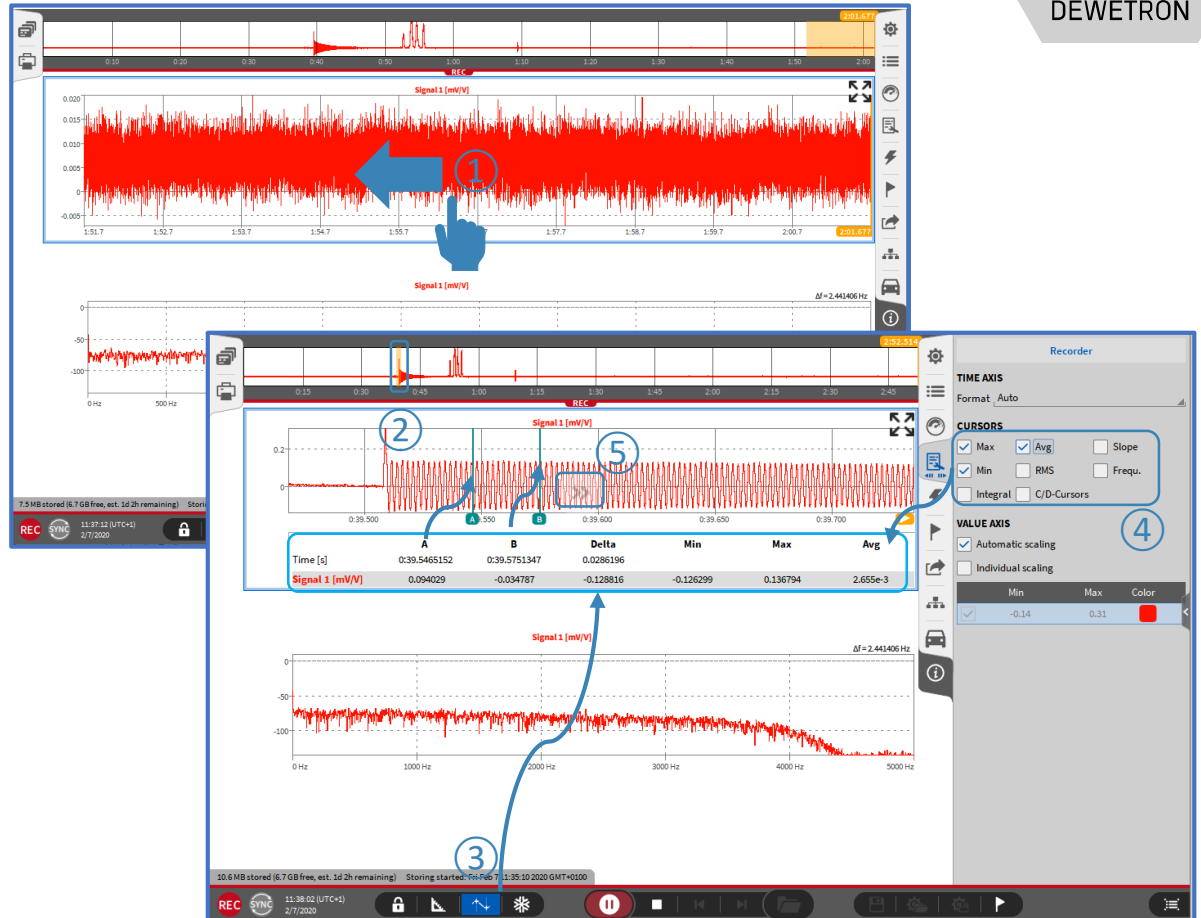 DEWETRON
2:01.677
0:10 0:20 0:30 0:40 0:50 1:00 1:10 1:20 1:30 1:40 1:50 2:00
REC
Signal 1 [mV/V]
0.020
0.015
0.010
0.005
0
-0.005
1:51.7 1:52.7 1:53.7 1:54.7 1:55.7 1:57.7 1:58.7 1:59.7 2:00.7 2:01.677
①
Signal 1 [mV/V]
Δf = 2.441406 Hz
0
-50
-100
0 Hz 500 Hz
7.5 MB stored (6.7 GB free, est. 1d 2h remaining)
REC SYNC 11:37:12 (UTC+1)
2/7/2020
2:52.514
0:15 0:30 0:45 1:00 1:15 1:30 1:45 2:00 2:15 2:30 2:45
REC
②
Signal 1 [mV/V]
⑤
0.2
0
0:39.500 0:39.600 0:39.650 0:39.700
A B
A B Delta Min Max Avg
Time [s] 0:39.5465152 0:39.5751347 0.0286196
Signal 1 [mV/V] 0.094029 -0.034787 -0.128816 -0.126299 0.136794 2.655e-3
Signal 1 [mV/V]
Δf = 2.441406 Hz
0
-50
-100
0 Hz 1000 Hz 2000 Hz 3000 Hz 4000 Hz 5000 Hz
③
10.6 MB stored (6.7 GB free, est. 1d 2h remaining) Storing started: Fri Feb 7 11:35:10 2020 GMT+0100
REC SYNC 11:38:02 (UTC+1)
2/7/2020
Recorder
TIME AXIS
Format Auto
CURSORS
Max Avg Slope
Min RMS Frequ.
Integral C/D-Cursors
④
VALUE AXIS
Automatic scaling
Individual scaling
Min Max Color
-0.14 0.31